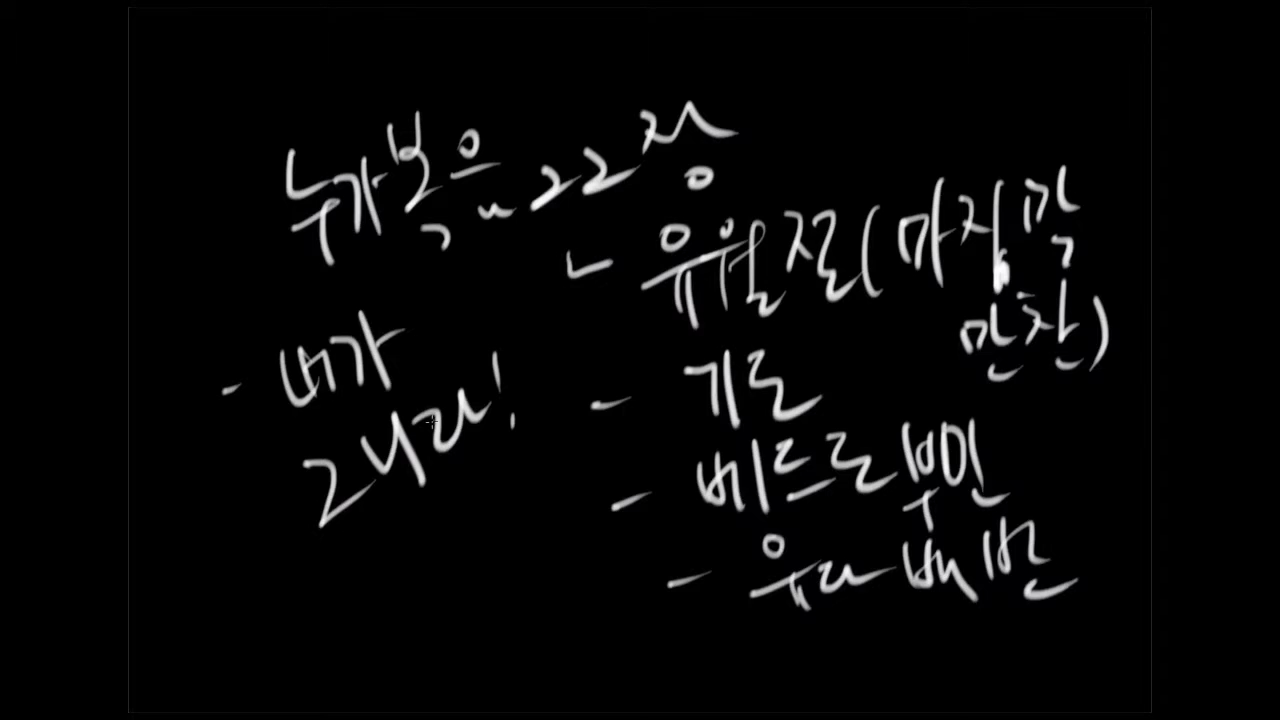 누가복음 22장
- 유월절(마지막
만찬)
- 기도
- 베드로 부인
- 유다 배반
- 내가
그니라!